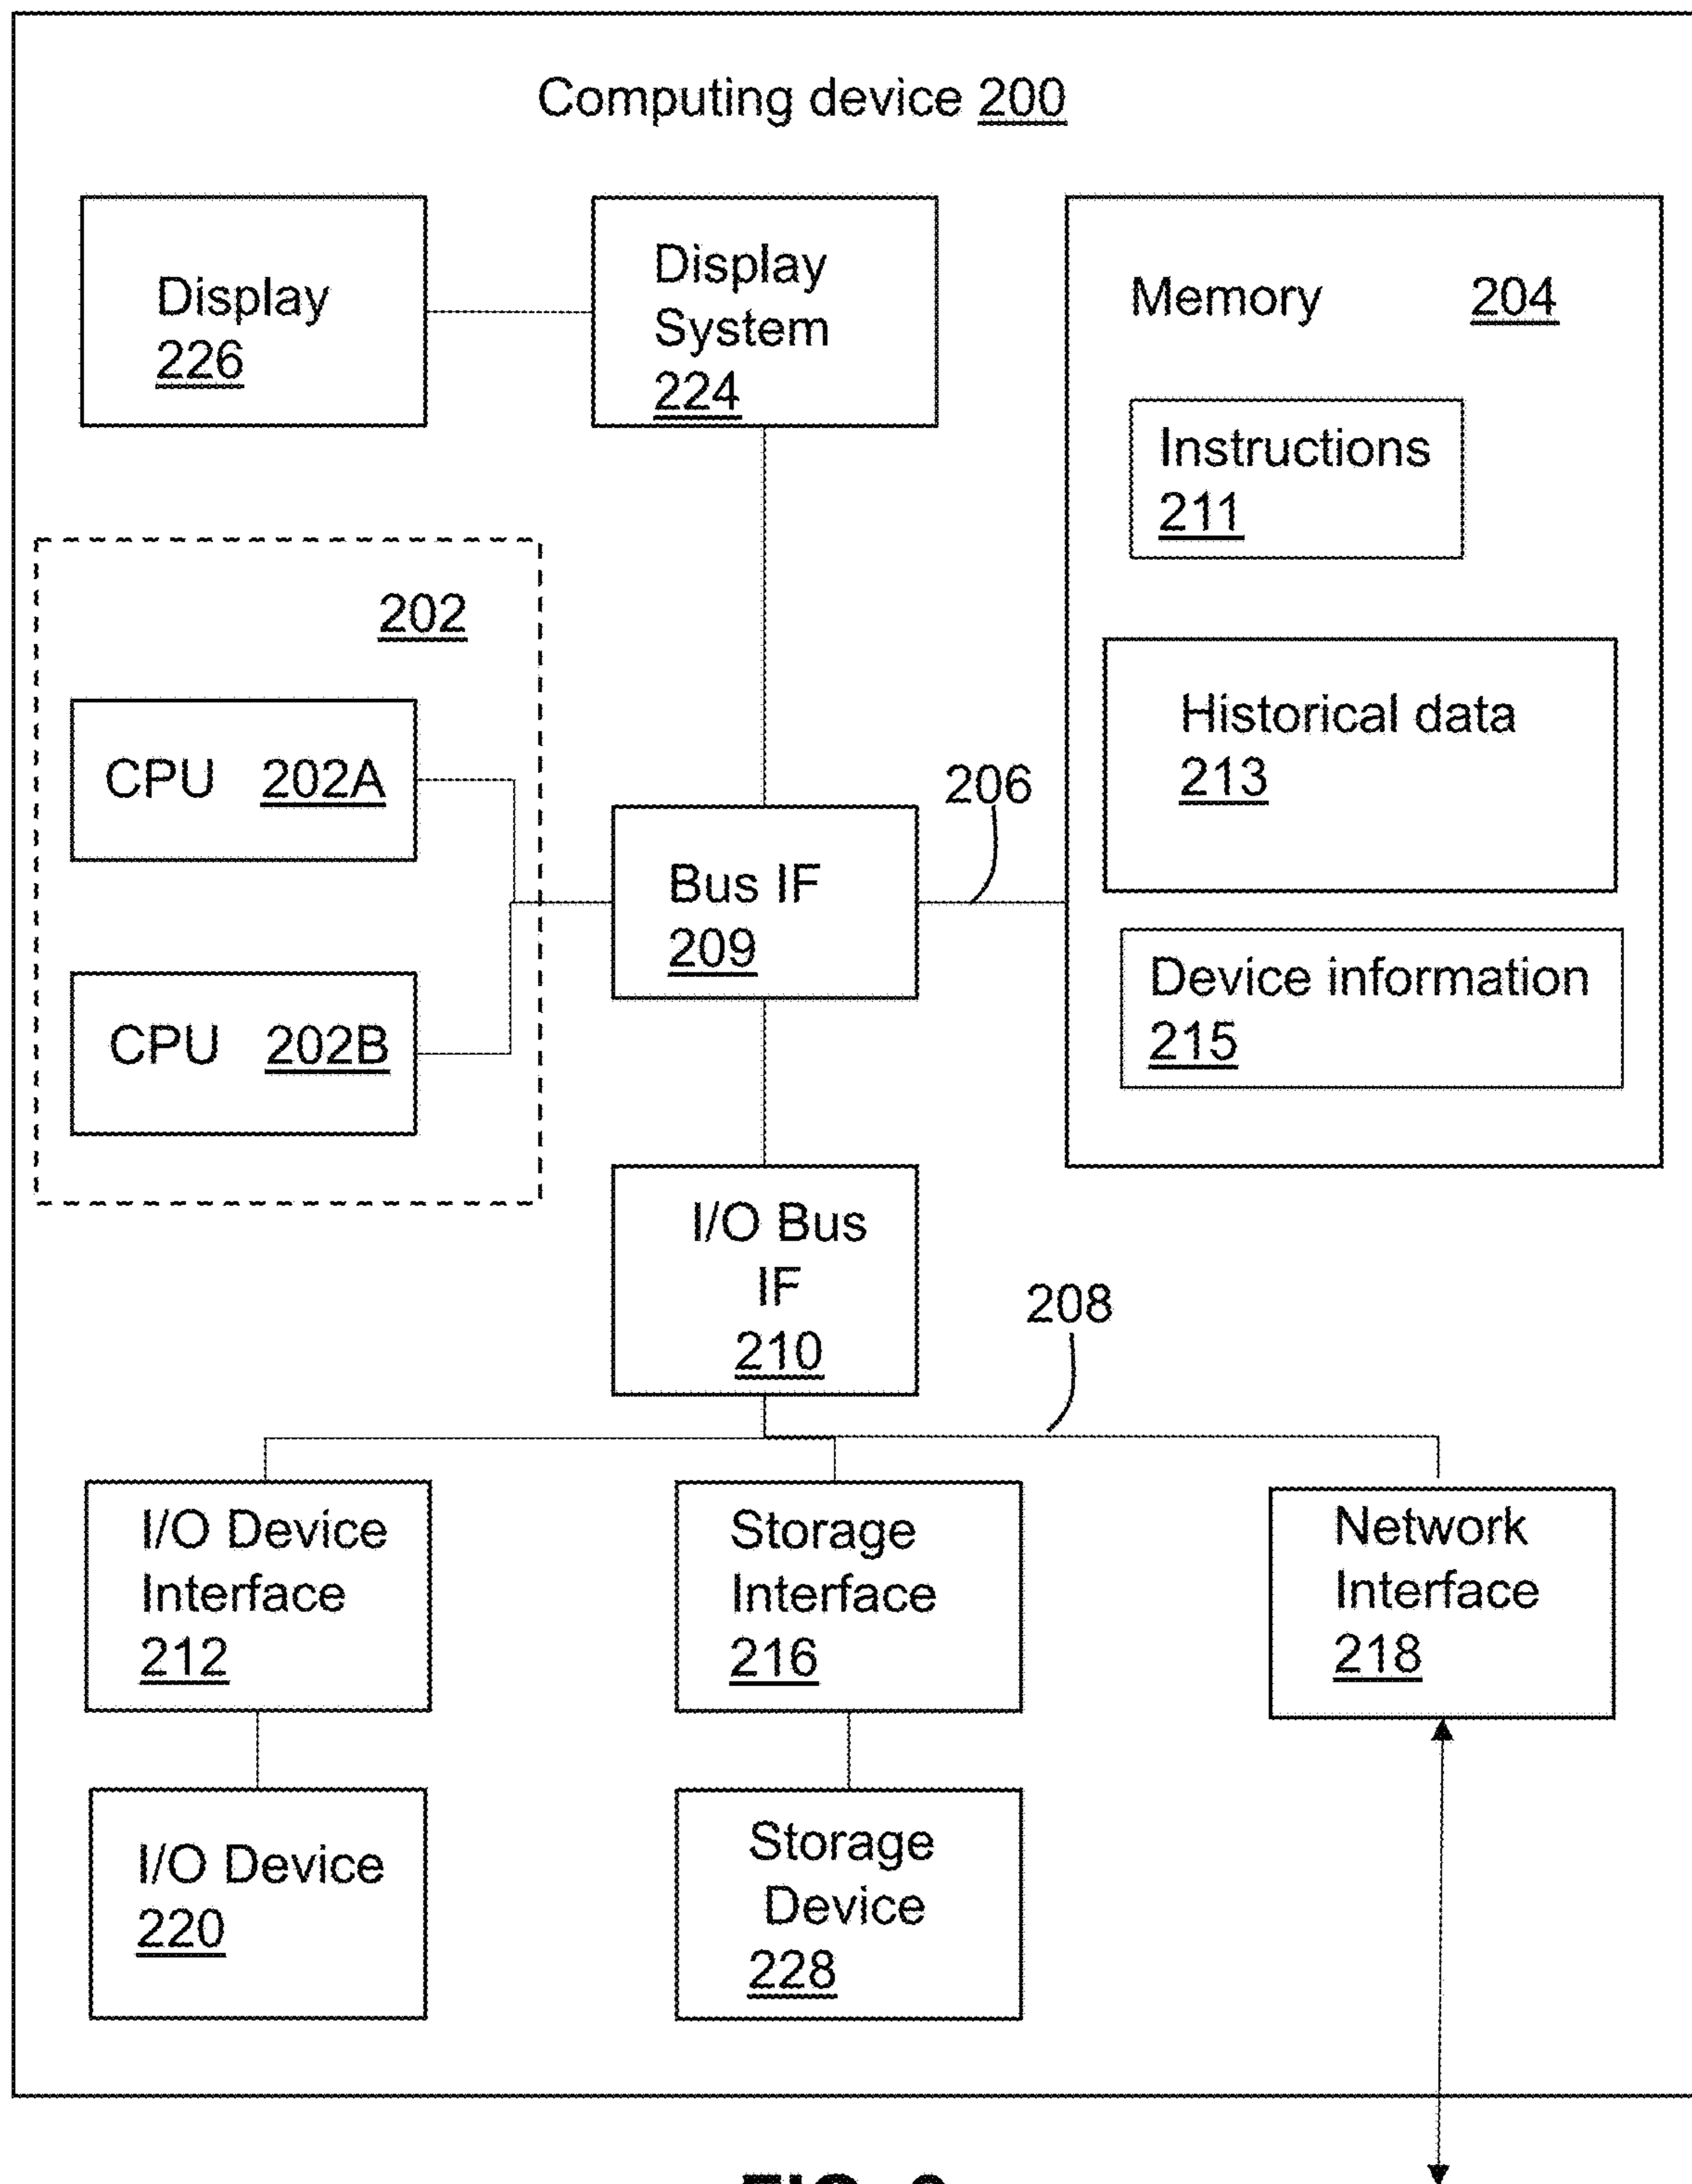 Computing device 200
Display
226
Display
System
224
Memory 204
Instructions
211
202
Historical data
213
CPU 202A
206
Bus IF
209
Device information
215
CPU 202B
I/O Bus
IF
210
208
I/O Device
Interface
212
Storage
Interface
216
Network
Interface
218
I/O Device
220
Storage
Device
228